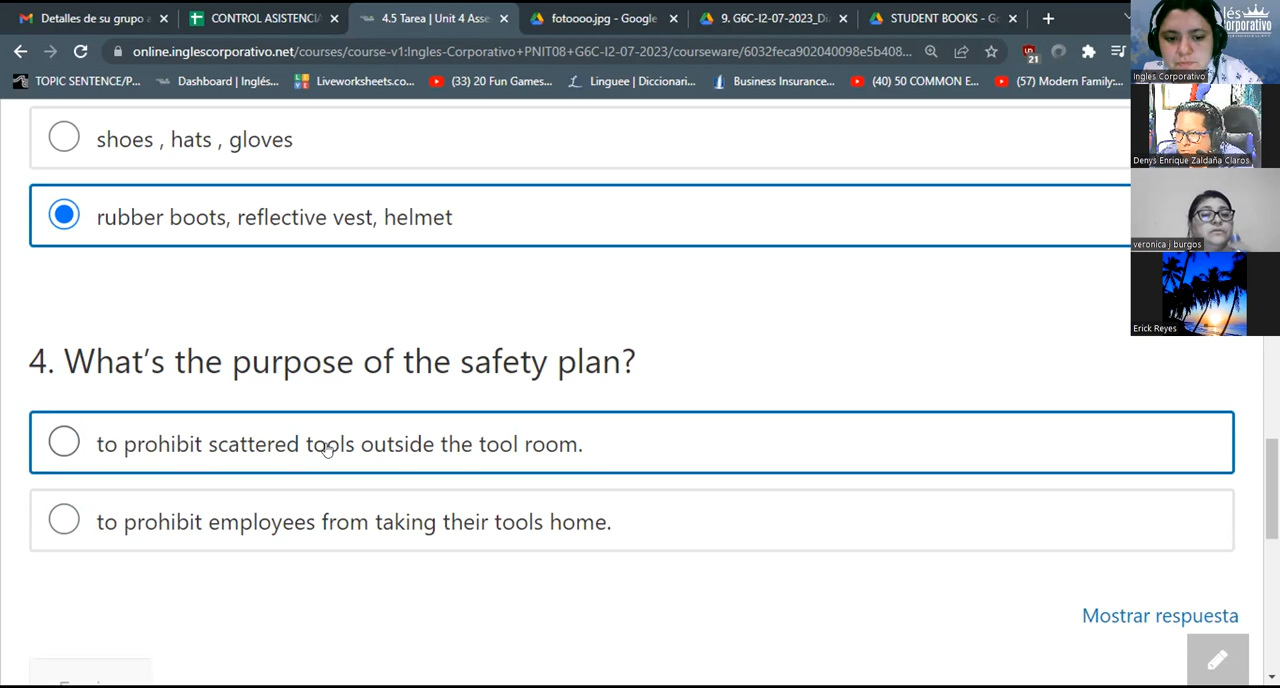 Detalles de su grupo
CONTROL ASISTENCI
4.5 Tarea | Unit 4 Asse
fotoooo.jpg - Google
9. G6C-I2-07-2023_Di
STUDENT BOOKS - G
online.inglescorporativo.net/courses/course-v1:Ingles-Corporativo+PNIT08+G6C-I2-07-2023/courseware/6032feca902040098e5b408...
21
TOPIC SENTENCE/P...
Dashboard | Inglés...
Liveworksheets.co...
(33) 20 Fun Games...
Linguee | Diccionari...
Business Insurance...
(40) 50 COMMON E...
(57) Modern Family:...
lés
orporativo
Ingles Corporativo
Denys Enrique Zaldaña Claros
veronica j burgos
Erick Reyes
shoes , hats , gloves
rubber boots, reflective vest, helmet
4. What’s the purpose of the safety plan?
to prohibit scattered tools outside the tool room.
to prohibit employees from taking their tools home.
Mostrar respuesta